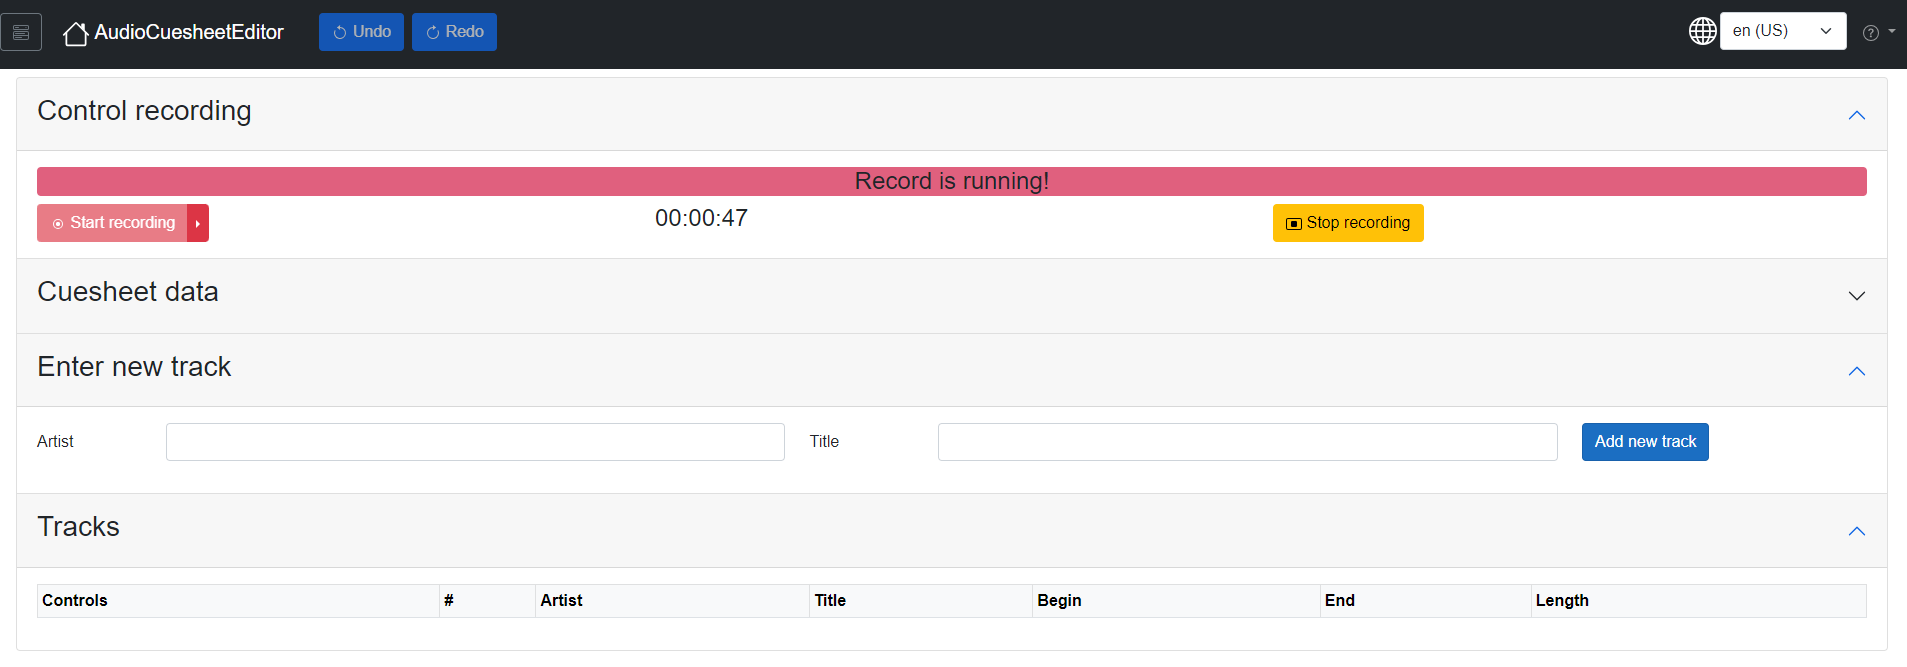 AudioCuesheetEditor Undo Redo en (US)
Control recording
Record is running!
Start recording 00:00:47 Stop recording
Cuesheet data
Enter new track
Artist Title Add new track
Tracks
Controls # Artist Title Begin End Length